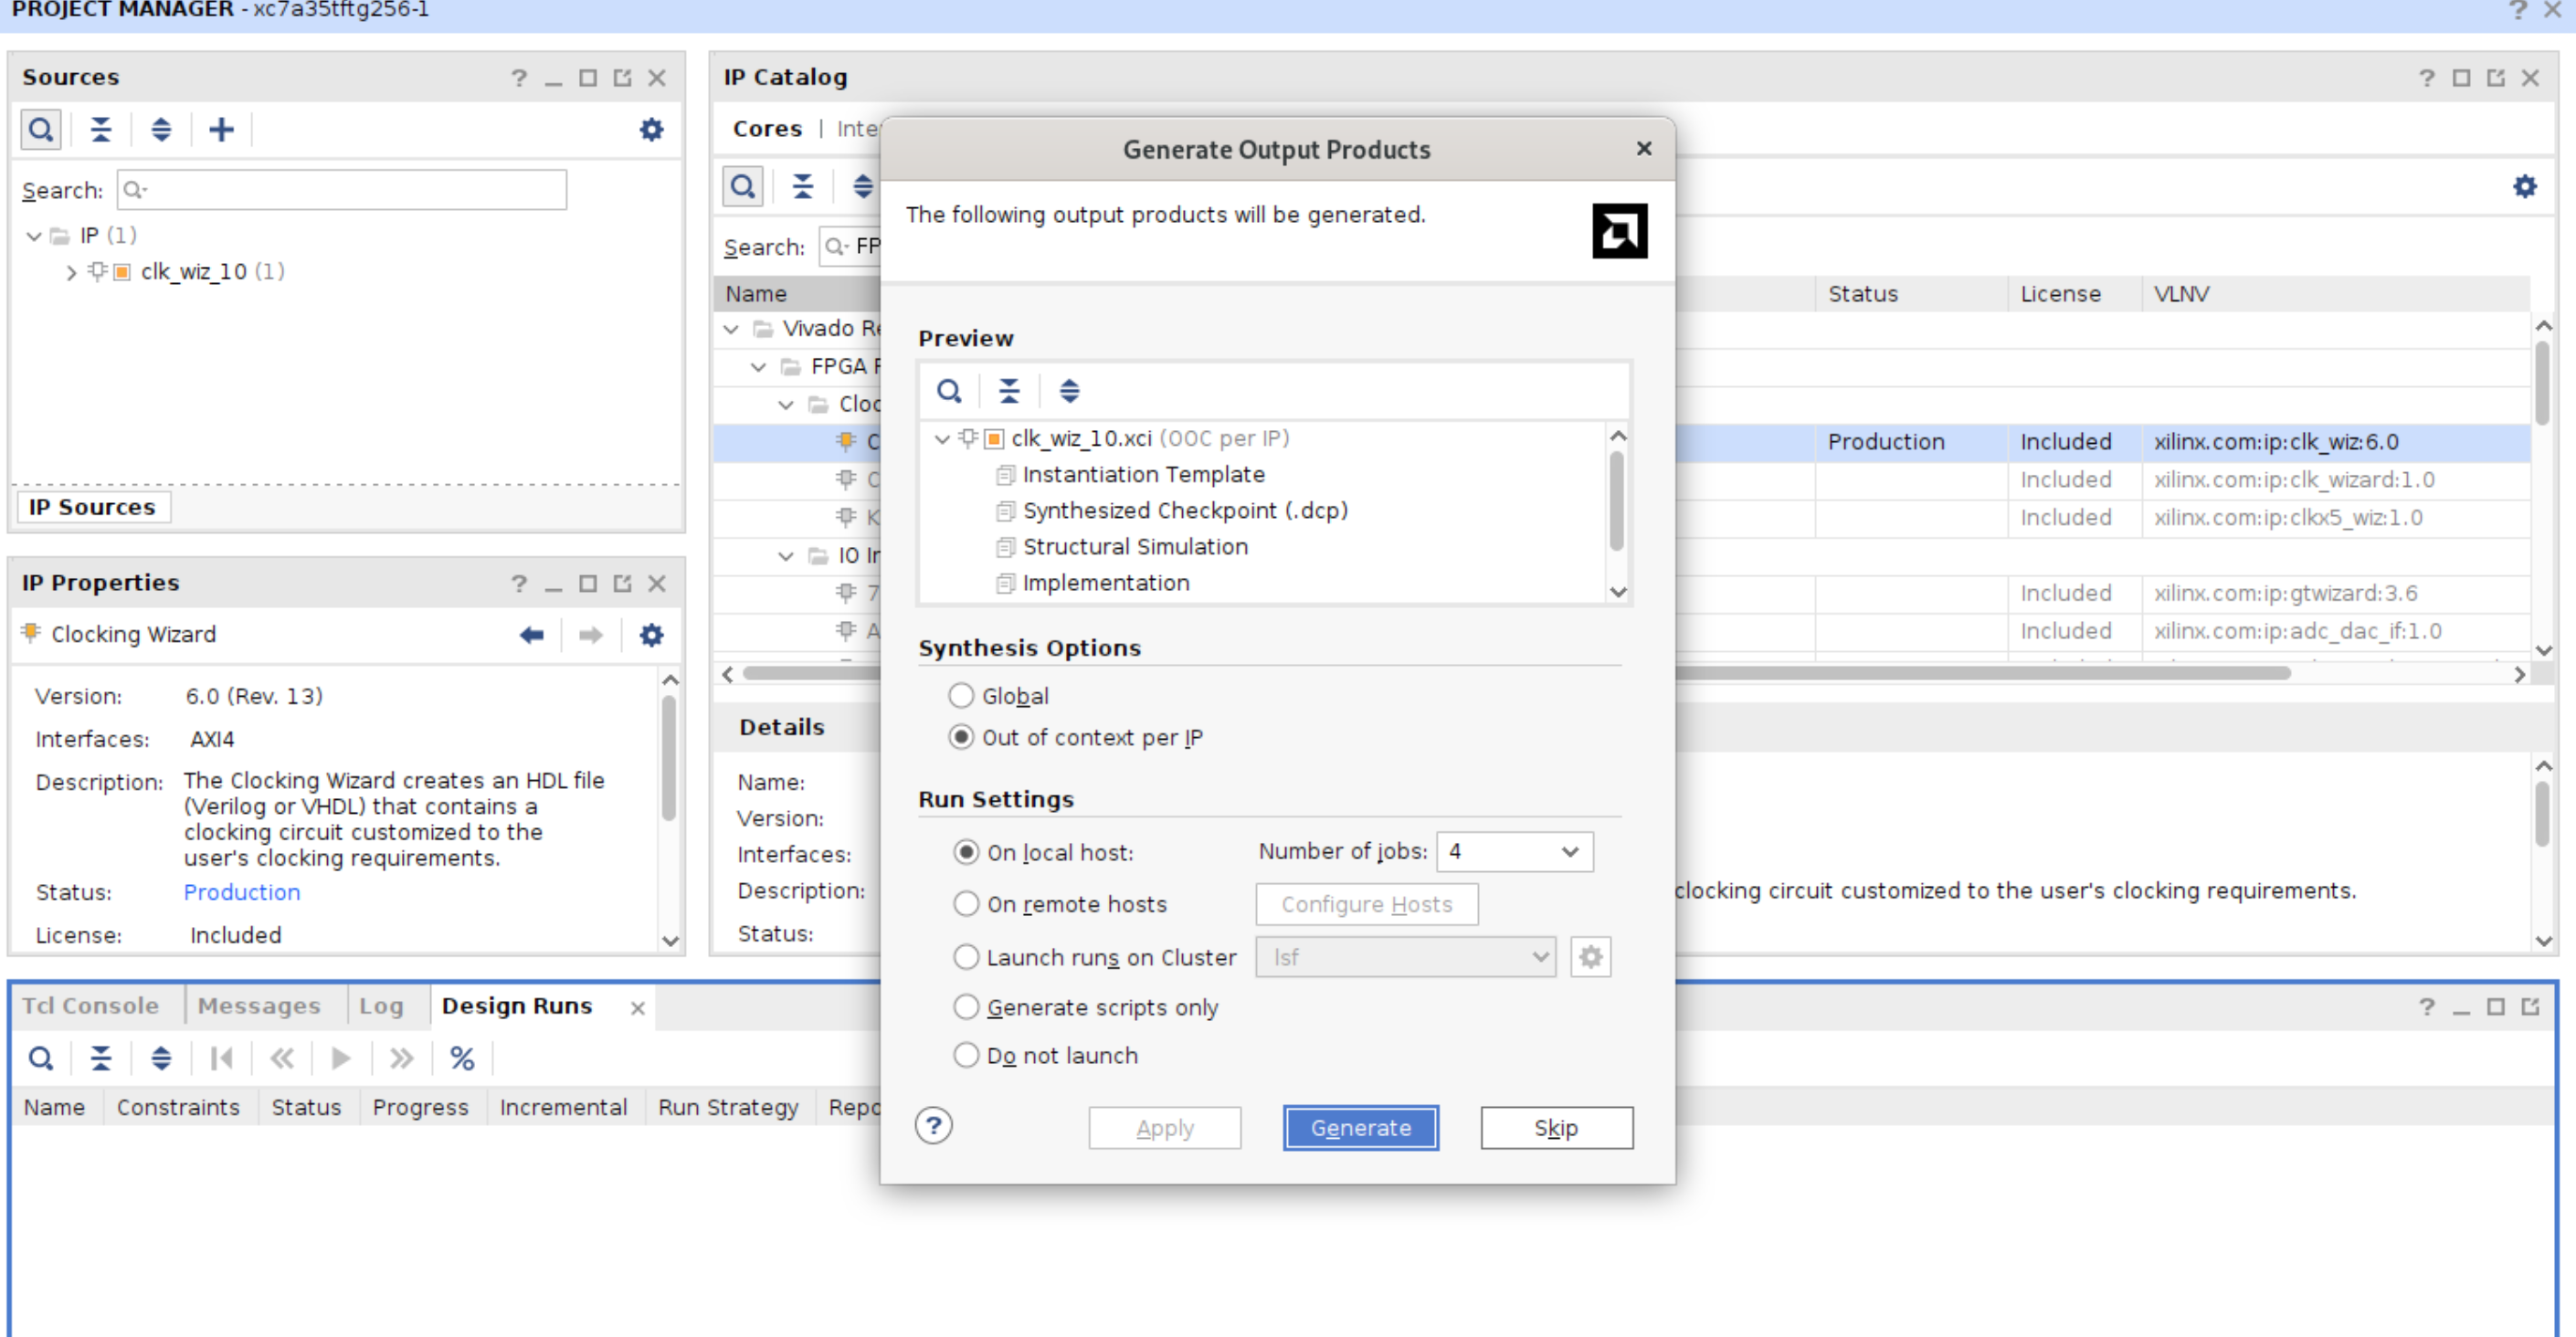 PROJECT MANAGER - xc7a35tftg256-1
Sources
Search:
IP (1)
clk_wiz_10 (1)
IP Sources
IP Properties
Clocking Wizard
Version: 6.0 (Rev. 13)
Interfaces: AXI4
Description: The Clocking Wizard creates an HDL file
(Verilog or VHDL) that contains a
clocking circuit customized to the
user's clocking requirements.
Status: Production
License: Included
IP Catalog
Cores | Inte
Search: FP
Name Status License VLNV
Vivado Re
FPGA F
Cloc
C Production Included xilinx.com:ip:clk_wiz:6.0
C Included xilinx.com:ip:clk_wizard:1.0
K Included xilinx.com:ip:clkx5_wiz:1.0
IO In
7 Included xilinx.com:ip:gtwizard:3.6
A Included xilinx.com:ip:adc_dac_if:1.0
Details
Name:
Version:
Interfaces:
Description: clocking circuit customized to the user's clocking requirements.
Status:
Generate Output Products
The following output products will be generated.
Preview
clk_wiz_10.xci (OOC per IP)
Instantiation Template
Synthesized Checkpoint (.dcp)
Structural Simulation
Implementation
Synthesis Options
Global
Out of context per IP
Run Settings
On local host: Number of jobs: 4
On remote hosts Configure Hosts
Launch runs on Cluster lsf
Generate scripts only
Do not launch
? Apply Generate Skip
Tcl Console Messages Log Design Runs
%
Name Constraints Status Progress Incremental Run Strategy Repo